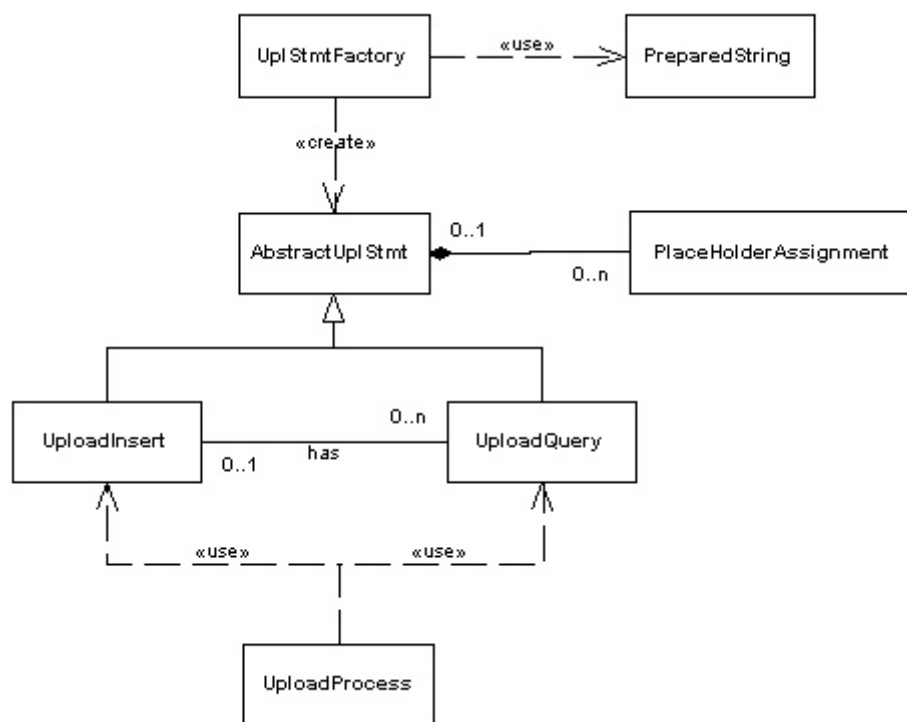 UplStmtFactory
«use»
PreparedString
«create»
AbstractUplStmt
0..1
0..n
PlaceHolderAssignment
UploadInsert
0..1
has
0..n
UploadQuery
«use»
«use»
UploadProcess